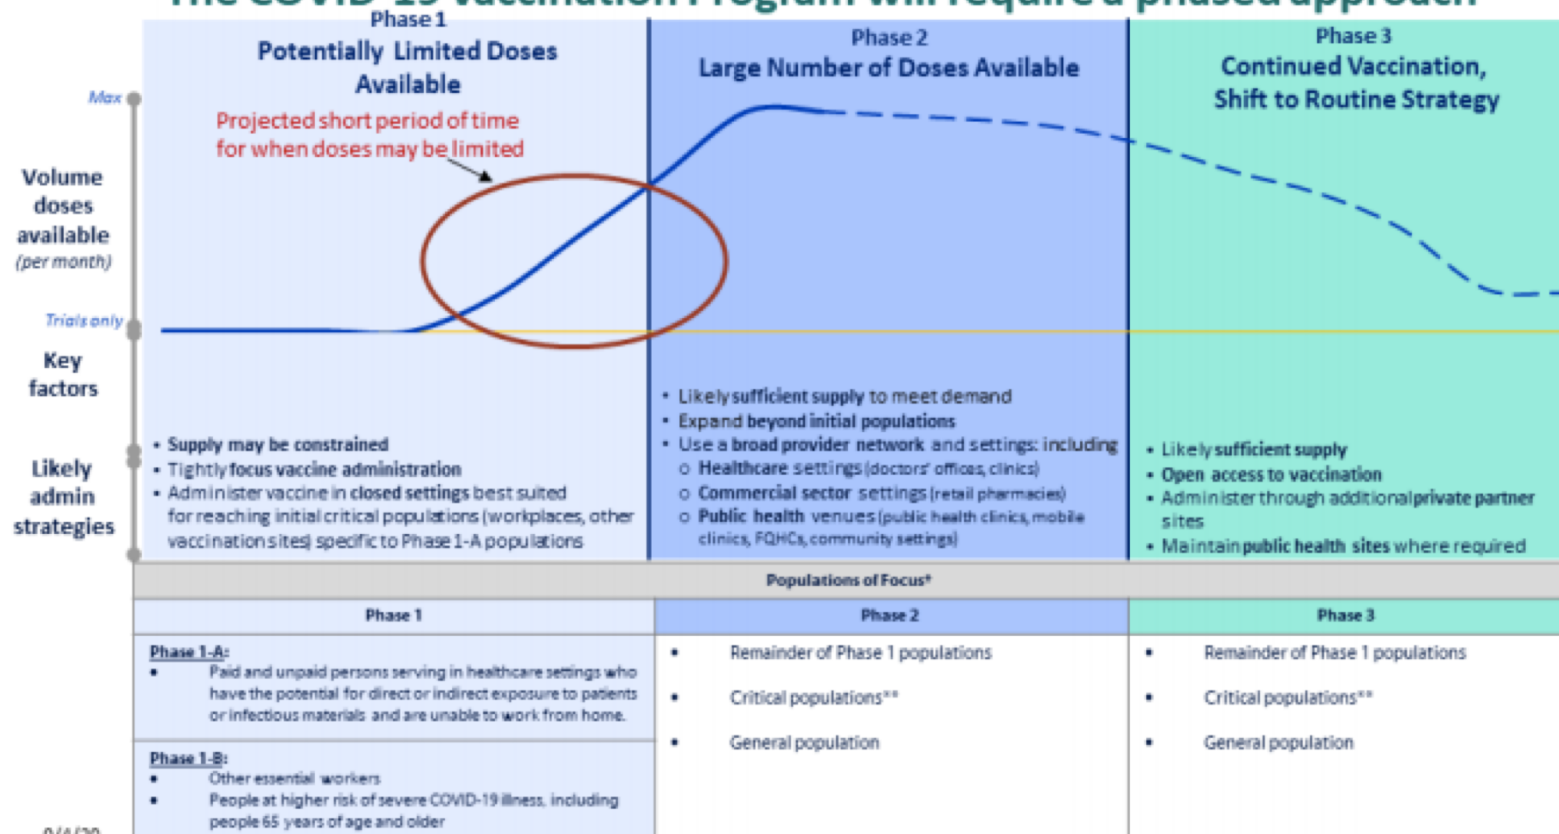 The COVID-19 Vaccination Program will require a phased approach
Phase 1
Potentially Limited Doses
Available
Phase 2
Large Number of Doses Available
Phase 3
Continued Vaccination,
Shift to Routine Strategy
Max
Projected short period of time
for when doses may be limited
Volume
doses
available
(per month)
Trials only
Key
factors
Likely
admin
strategies
• Supply may be constrained
• Tightly focus vaccine administration
• Administer vaccine in closed settings best suited
for reaching initial critical populations (workplaces, other
vaccination sites) specific to Phase 1-A populations
• Likely sufficient supply to meet demand
• Expand beyond initial populations
• Use a broad provider network and settings: including
o Healthcare settings (doctors' offices, clinics)
o Commercial sector settings (retail pharmacies)
o Public health venues (public health clinics, mobile
clinics, FQHCs, community settings)
• Likely sufficient supply
• Open access to vaccination
• Administer through additional private partner
sites
• Maintain public health sites where required
Populations of Focus*
Phase 1
Phase 2
Phase 3
Phase 1-A:
• Paid and unpaid persons serving in healthcare settings who
have the potential for direct or indirect exposure to patients
or infectious materials and are unable to work from home.
Phase 1-B:
• Other essential workers
• People at higher risk of severe COVID-19 illness, including
people 65 years of age and older
• Remainder of Phase 1 populations
• Critical populations**
• General population
• Remainder of Phase 1 populations
• Critical populations**
• General population